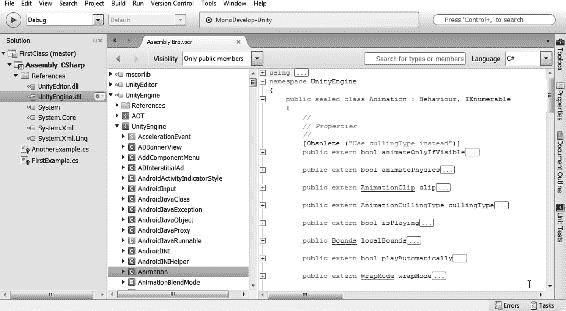 File Edit View Search Project Build Run Version Control Tools Window Help
Debug
Default
MonoDevelop-Unity
Press 'Control+,' to search
Solution
FirstClass (master)
Assembly-CSharp
References
UnityEditor.dll
UnityEngine.dll
System
System.Core
System.Xml
System.Xml.Linq
AnotherExample.cs
FirstExample.cs
Assembly Browser
Visibility Only public members
Search for types or members
Language C#
mscorlib
UnityEditor
UnityEngine
References
AOT
UnityEngine
AccelerationEvent
ADBannerView
AddComponentMenu
ADInterstitialAd
AndroidActivityIndicatorStyle
AndroidInput
AndroidJavaClass
AndroidJavaException
AndroidJavaObject
AndroidJavaProxy
AndroidJavaRunnable
AndroidJNI
AndroidJNIHelper
Animation
AnimationBlendMode
using ...
namespace UnityEngine
{
public sealed class Animation : Behaviour, IEnumerable
{
//
// Properties
//
[Obsolete ("Use cullingType instead")]
public extern bool animateOnlyIfVisible...
public extern bool animatePhysics...
public extern AnimationClip clip...
public extern AnimationCullingType cullingType...
public extern bool isPlaying...
public Bounds localBounds...
public extern bool playAutomatically...
public extern WrapMode wrapMode...
Toolbox
Properties
Document Outline
Unit Tests
Errors
Tasks